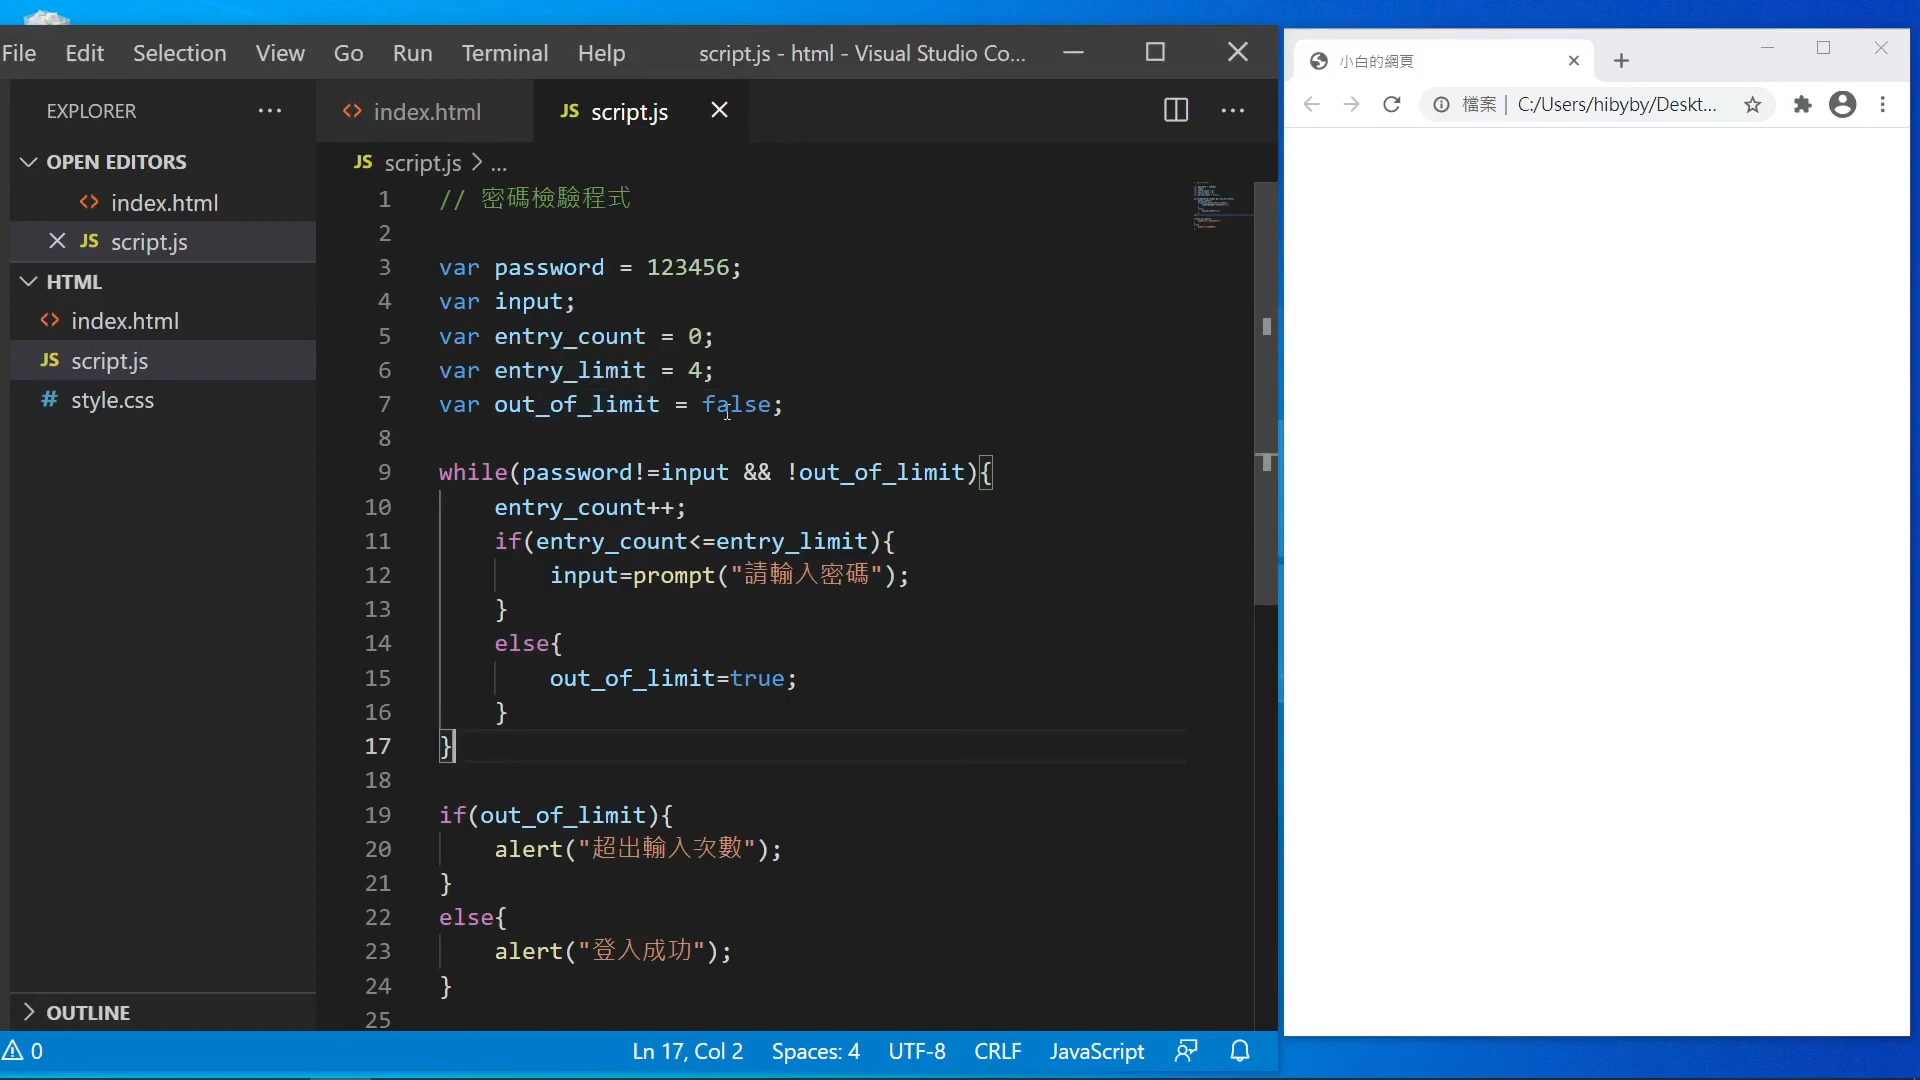 File Edit Selection View Go Run Terminal Help script.js - html - Visual Studio Co...
EXPLORER
OPEN EDITORS
index.html
JS script.js
HTML
index.html
JS script.js
# style.css
OUTLINE
index.html
JS script.js
JS script.js > ...
1 // 密碼檢驗程式
2
3 var password = 123456;
4 var input;
5 var entry_count = 0;
6 var entry_limit = 4;
7 var out_of_limit = false;
8
9 while(password!=input && !out_of_limit){
10 entry_count++;
11 if(entry_count<=entry_limit){
12 input=prompt("請輸入密碼");
13 }
14 else{
15 out_of_limit=true;
16 }
17 }
18
19 if(out_of_limit){
20 alert("超出輸入次數");
21 }
22 else{
23 alert("登入成功");
24 }
25
0 Ln 17, Col 2 Spaces: 4 UTF-8 CRLF JavaScript
小白的網頁
檔案 | C:/Users/hibyby/Deskt...